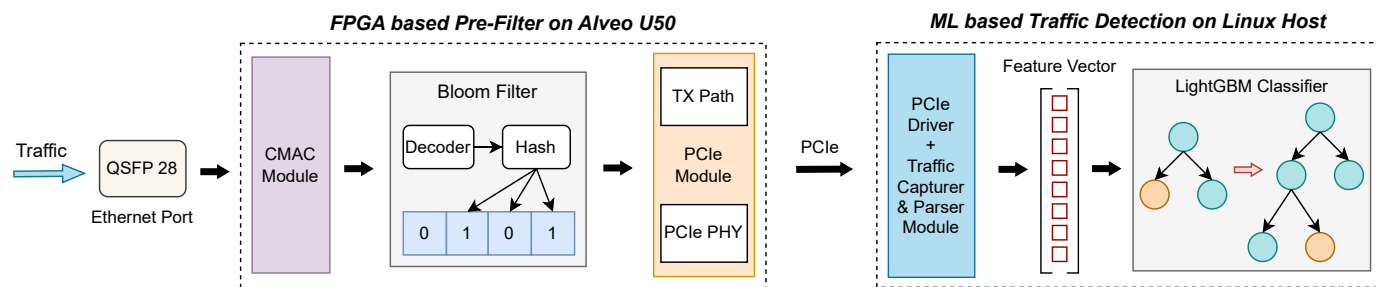 FPGA based Pre-Filter on Alveo U50
ML based Traffic Detection on Linux Host
Traffic
QSFP 28
Ethernet Port
CMAC
Module
Bloom Filter
Decoder
Hash
0 1 0 1
TX Path
PCIe
Module
PCIe PHY
PCIe
PCIe
Driver
+
Traffic
Capturer
& Parser
Module
Feature Vector
LightGBM Classifier